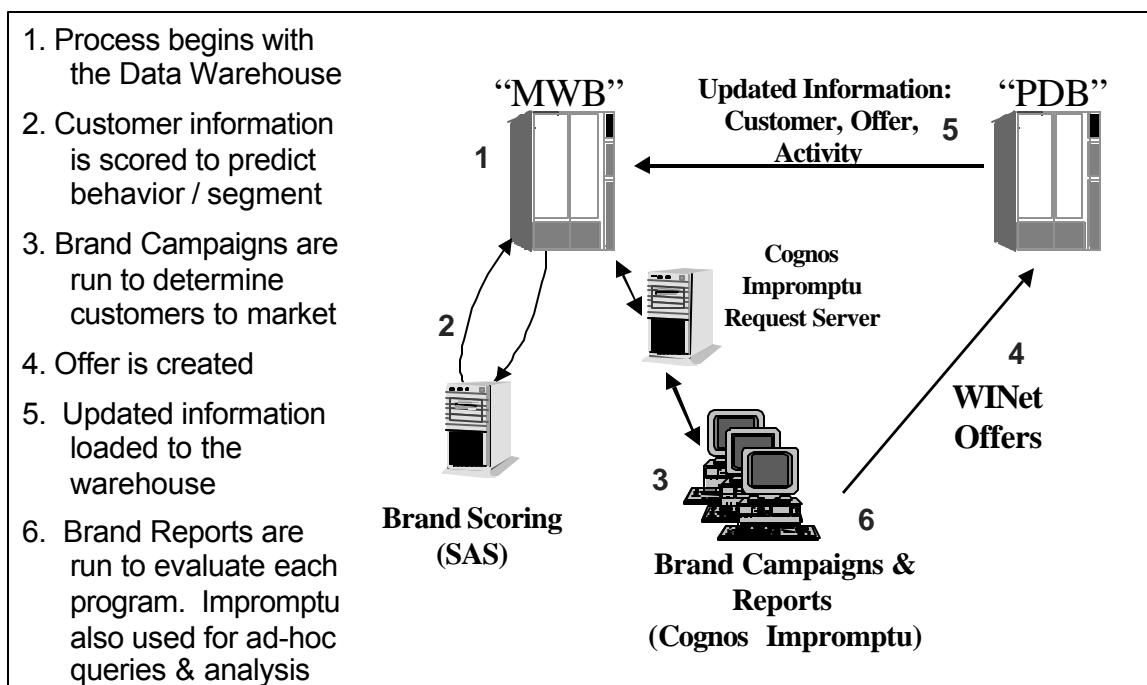 1. Process begins with
the Data Warehouse
2. Customer information
is scored to predict
behavior / segment
3. Brand Campaigns are
run to determine
customers to market
4. Offer is created
5. Updated information
loaded to the
warehouse
6. Brand Reports are
run to evaluate each
program. Impromptu
also used for ad-hoc
queries & analysis
“MWB”
1
Updated Information:
Customer, Offer,
Activity
5
“PDB”
2
Cognos
Impromptu
Request Server
4
WINet
Offers
Brand Scoring
(SAS)
3
6
Brand Campaigns &
Reports
(Cognos Impromptu)